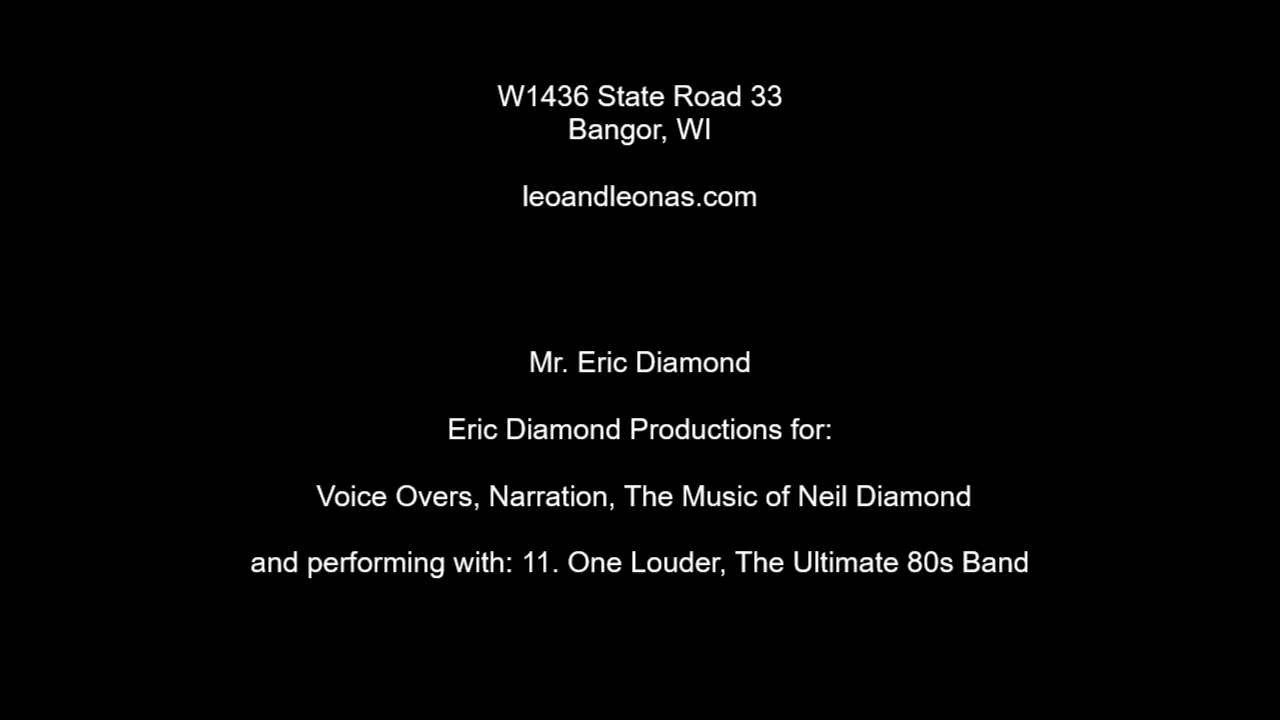 W1436 State Road 33
Bangor, WI
leoandleonas.com
Mr. Eric Diamond
Eric Diamond Productions for:
Voice Overs, Narration, The Music of Neil Diamond
and performing with: 11. One Louder, The Ultimate 80s Band